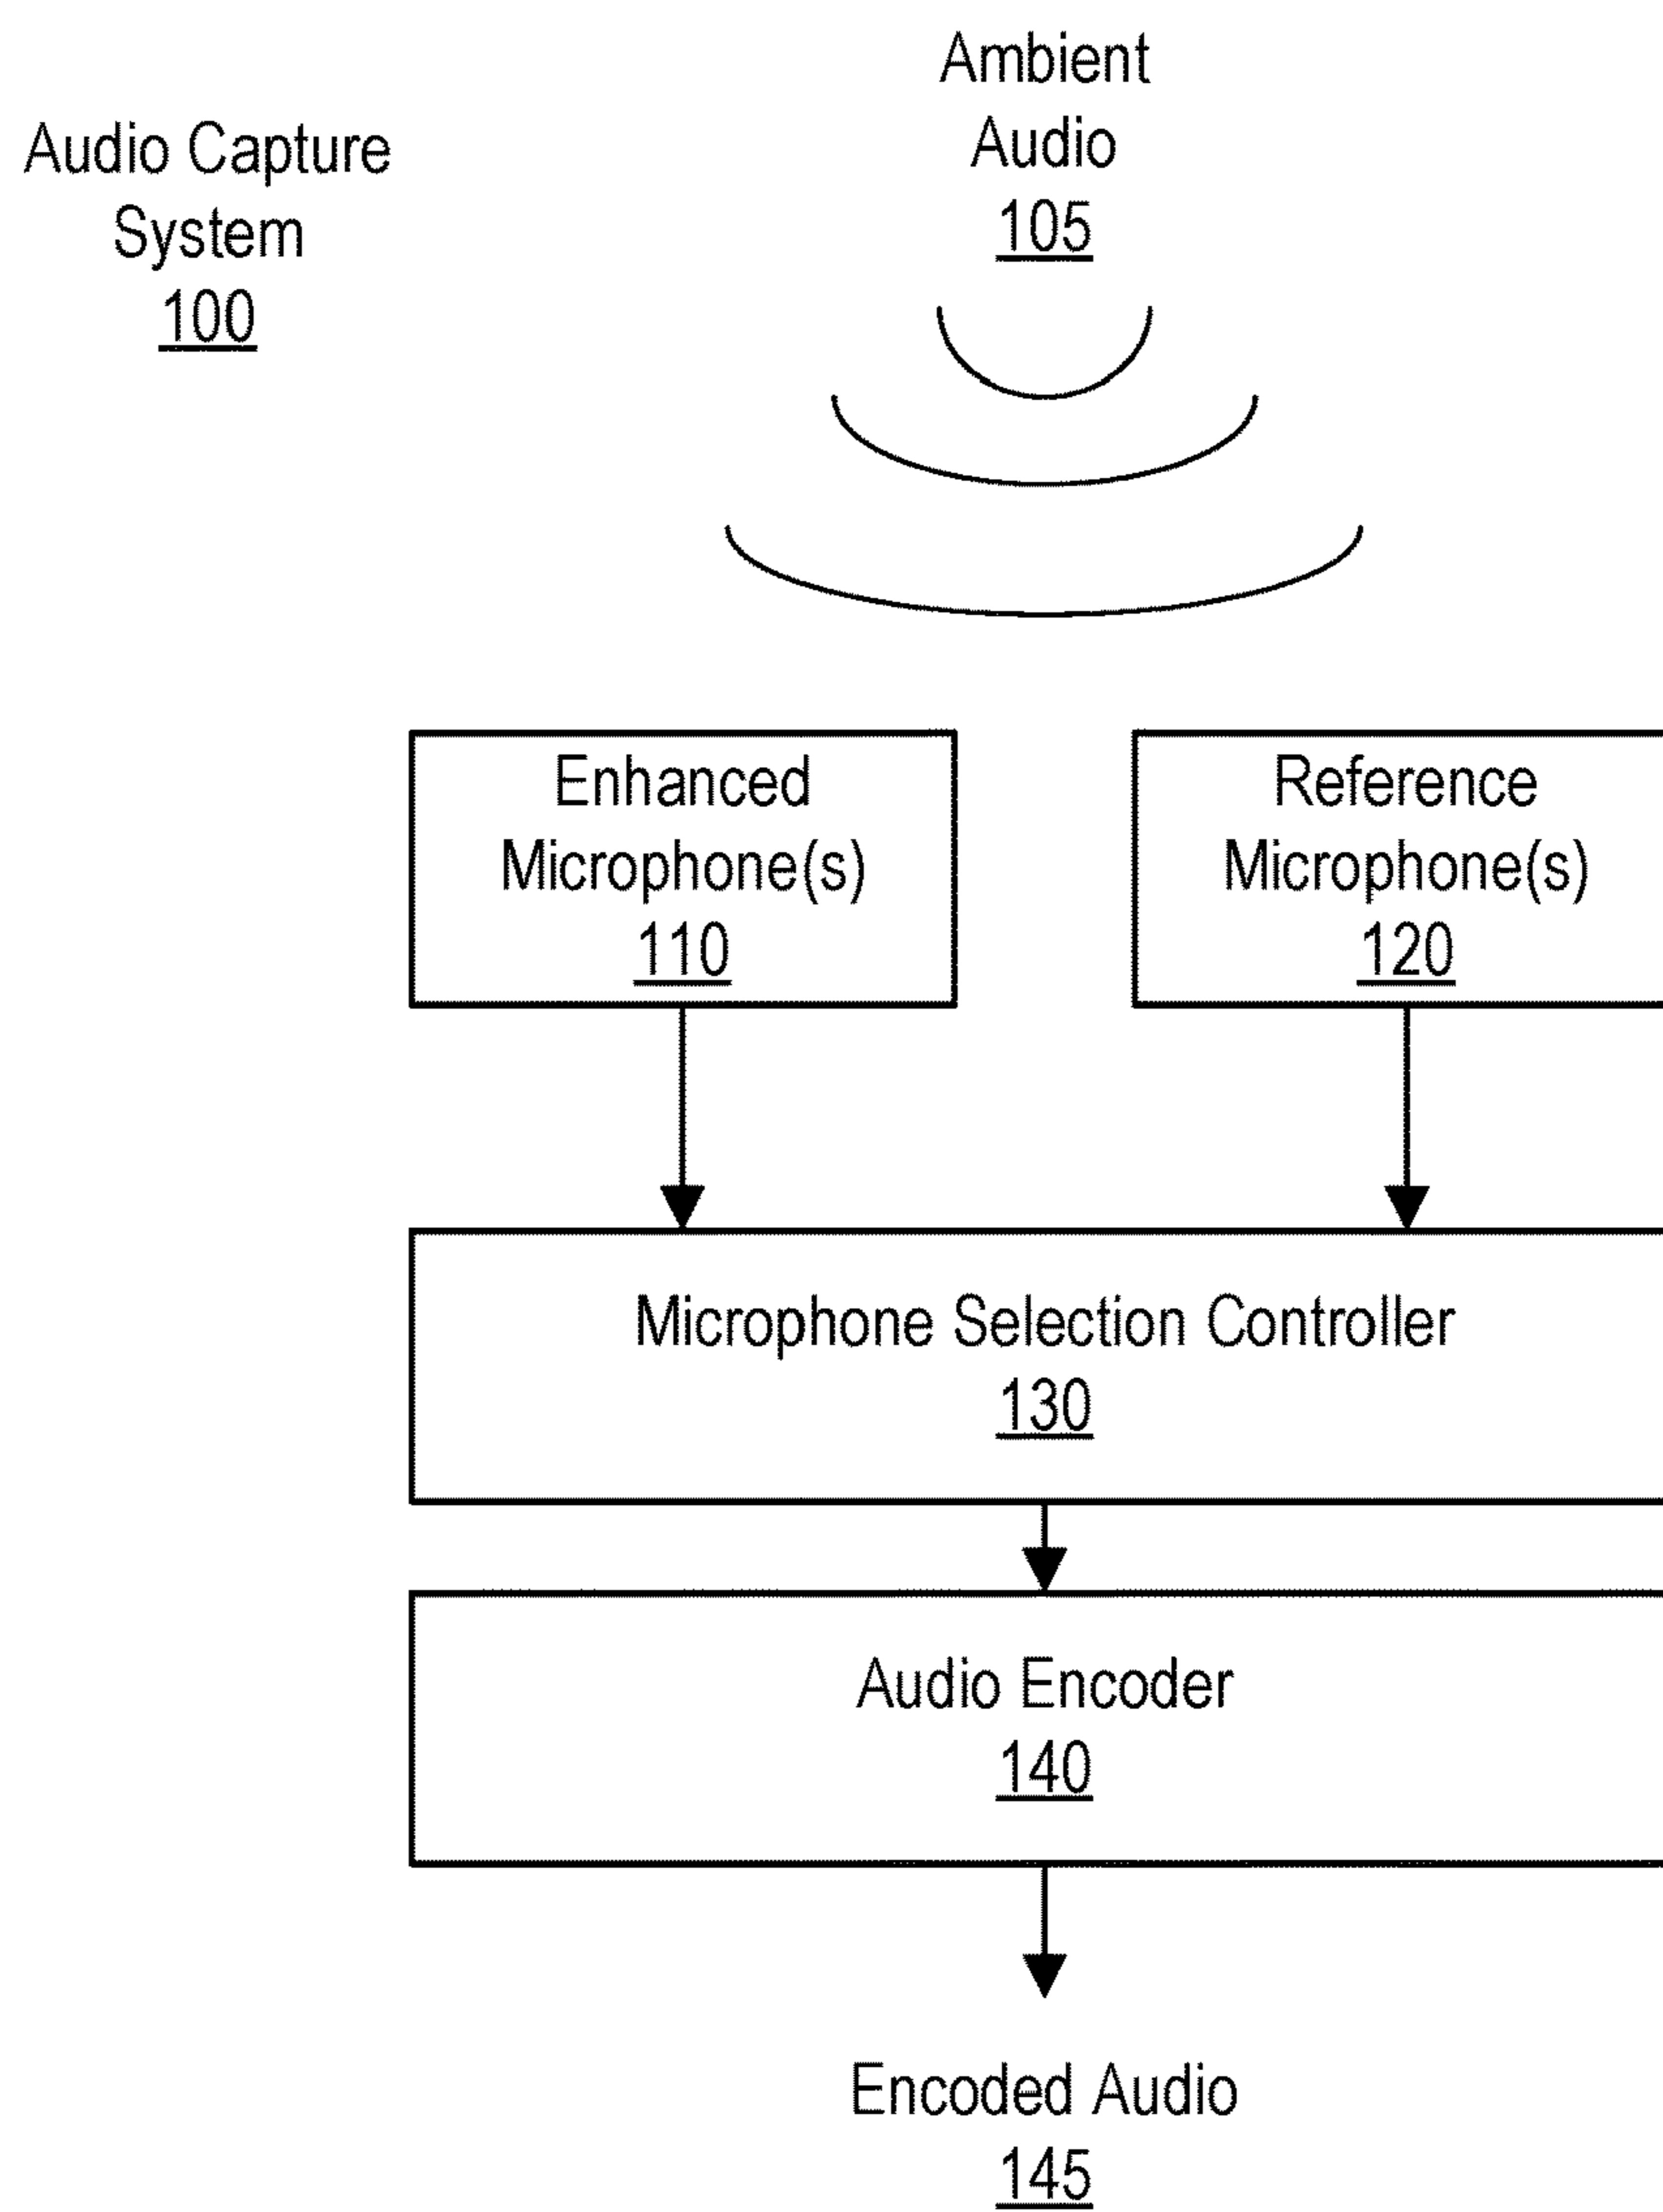 Audio Capture
System
100
Ambient
Audio
105
Enhanced
Microphone(s)
110
Reference
Microphone(s)
120
Microphone Selection Controller
130
Audio Encoder
140
Encoded Audio
145